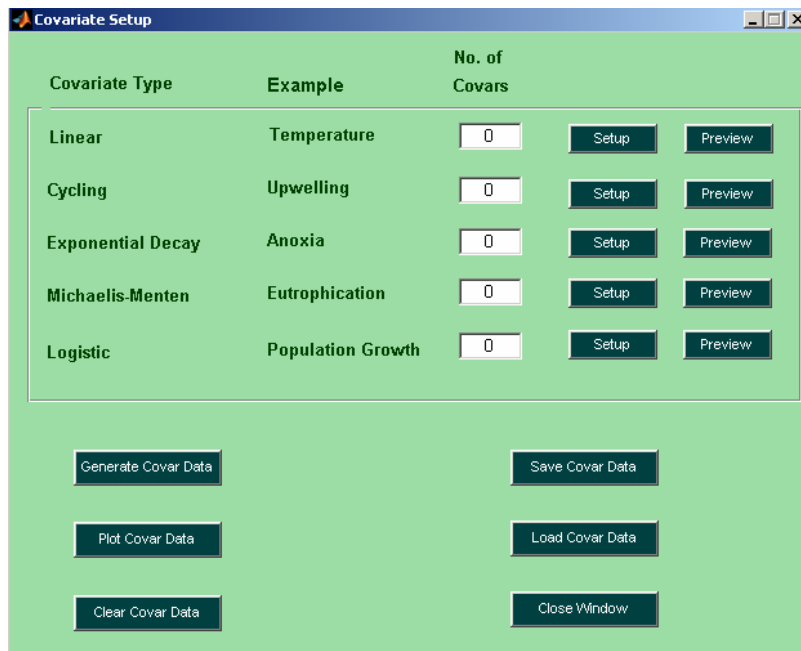 Covariate Setup
No. of
Covariate Type Example Covars
Linear Temperature 0 Setup Preview
Cycling Upwelling 0 Setup Preview
Exponential Decay Anoxia 0 Setup Preview
Michaelis-Menten Eutrophication 0 Setup Preview
Logistic Population Growth 0 Setup Preview
Generate Covar Data Save Covar Data
Plot Covar Data Load Covar Data
Clear Covar Data Close Window